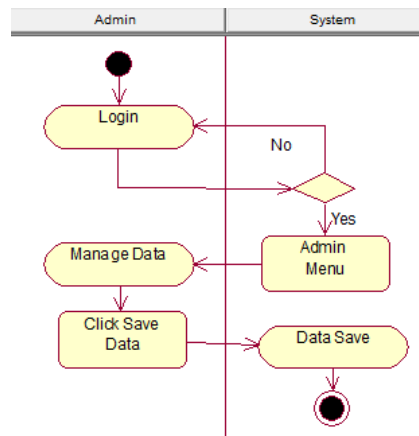 Admin
System
Login
No
Yes
Admin
Menu
Manage Data
Click Save
Data
Data Save